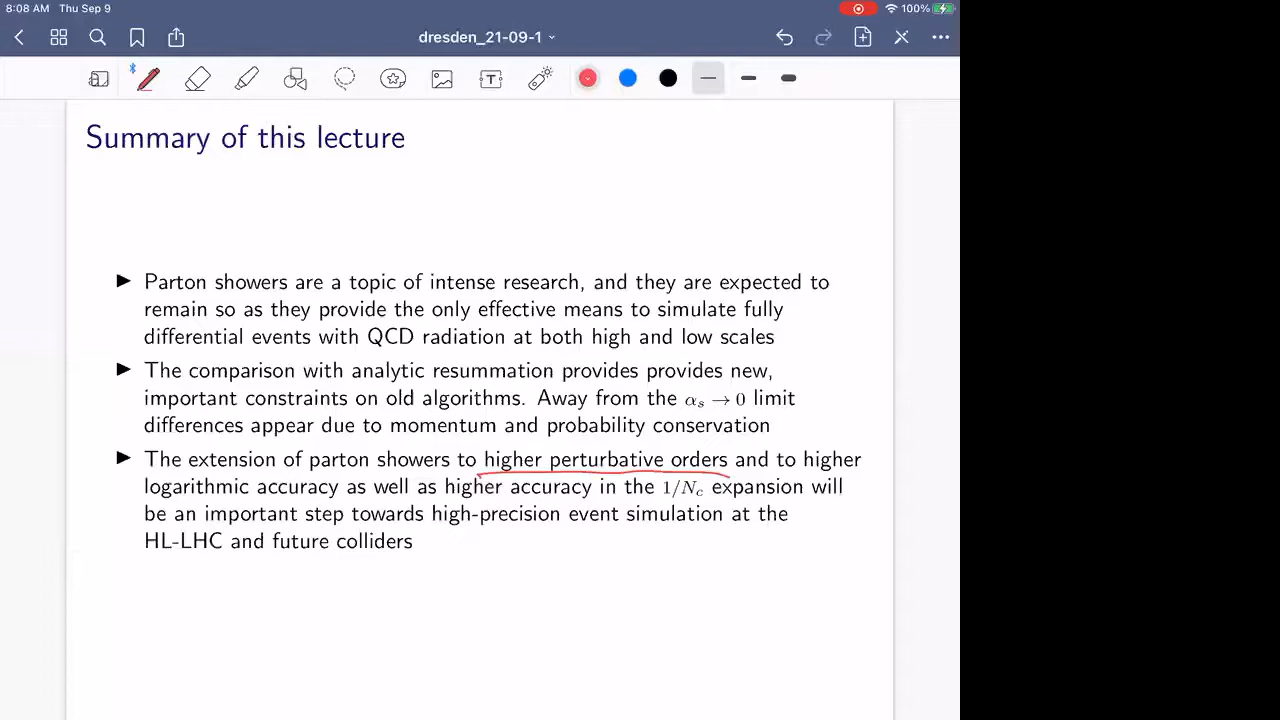 8:08 AM Thu Sep 9
100%
dresden_21-09-1
T
Summary of this lecture
▶ Parton showers are a topic of intense research, and they are expected to
remain so as they provide the only effective means to simulate fully
differential events with QCD radiation at both high and low scales
▶ The comparison with analytic resummation provides provides new,
important constraints on old algorithms. Away from the αₛ → 0 limit
differences appear due to momentum and probability conservation
▶ The extension of parton showers to higher perturbative orders and to higher
logarithmic accuracy as well as higher accuracy in the 1/N_c expansion will
be an important step towards high-precision event simulation at the
HL-LHC and future colliders